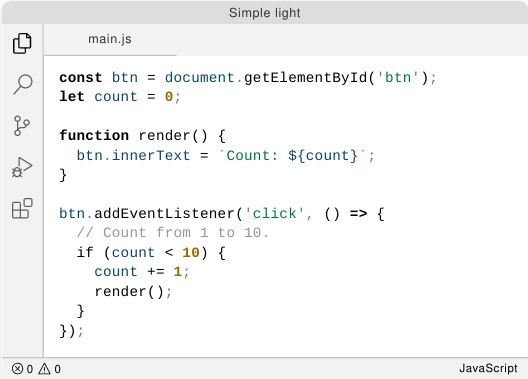 Simple light
main.js
const btn = document.getElementById('btn');
let count = 0;
function render() {
  btn.innerText = `Count: ${count}`;
}
btn.addEventListener('click', () => {
  // Count from 1 to 10.
  if (count < 10) {
    count += 1;
    render();
  }
});
0 0 JavaScript